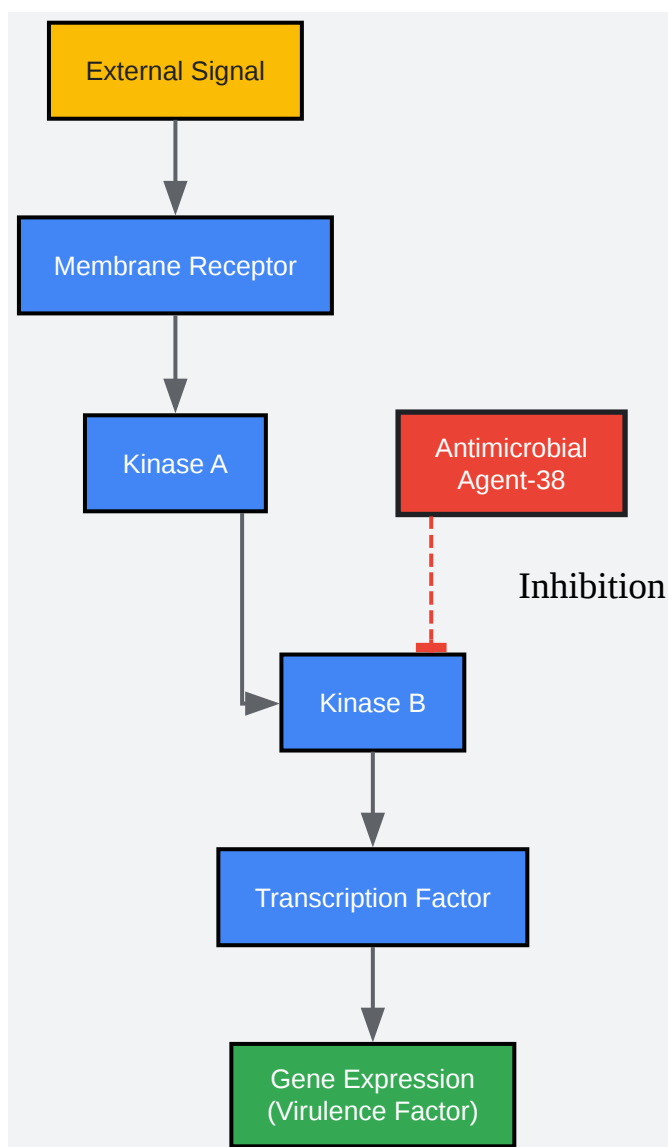 External Signal
Membrane Receptor
Kinase A
Antimicrobial
Agent-38
Inhibition
Kinase B
Transcription Factor
Gene Expression
(Virulence Factor)